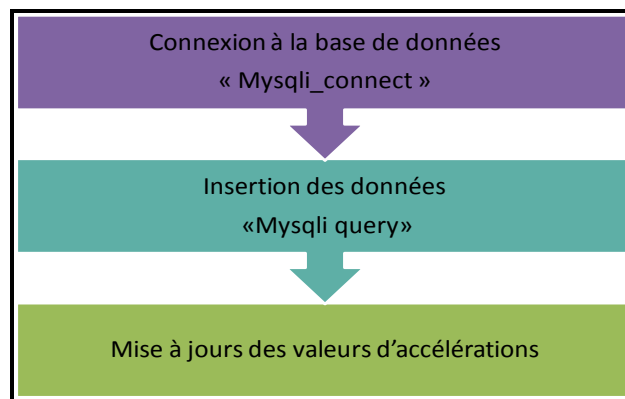 Connexion à la base de données
« Mysqli_connect »
Insertion des données
«Mysqli query»
Mise à jours des valeurs d’accélérations